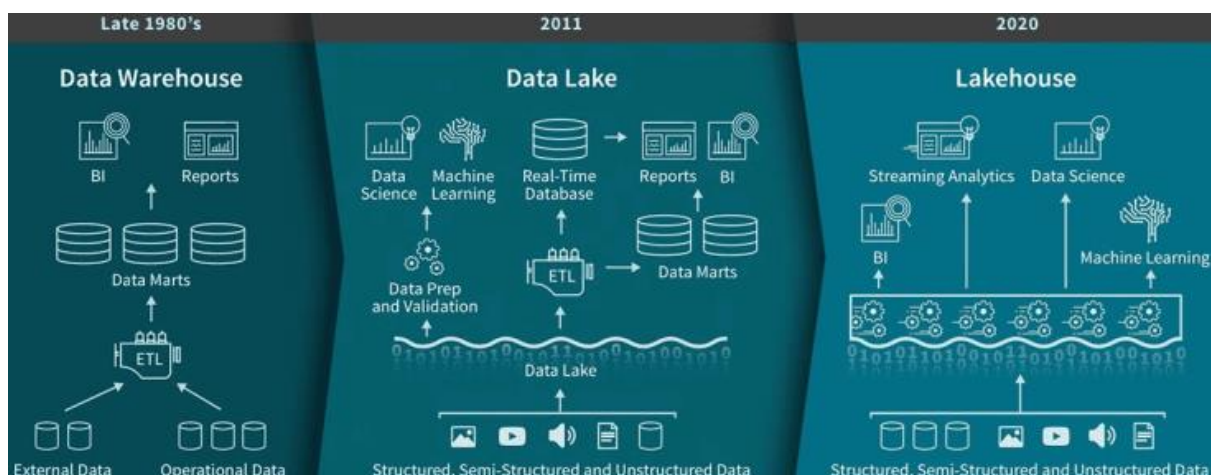 Late 1980's
Data Warehouse
BI
Reports
Data Marts
ETL
External Data
Operational Data
2011
Data Lake
Data
Science
Machine
Learning
Real-Time
Database
Reports
BI
Data Prep
and Validation
ETL
Data Marts
Data Lake
Structured, Semi-Structured and Unstructured Data
2020
Lakehouse
Streaming Analytics
Data Science
BI
Machine Learning
Structured, Semi-Structured and Unstructured Data